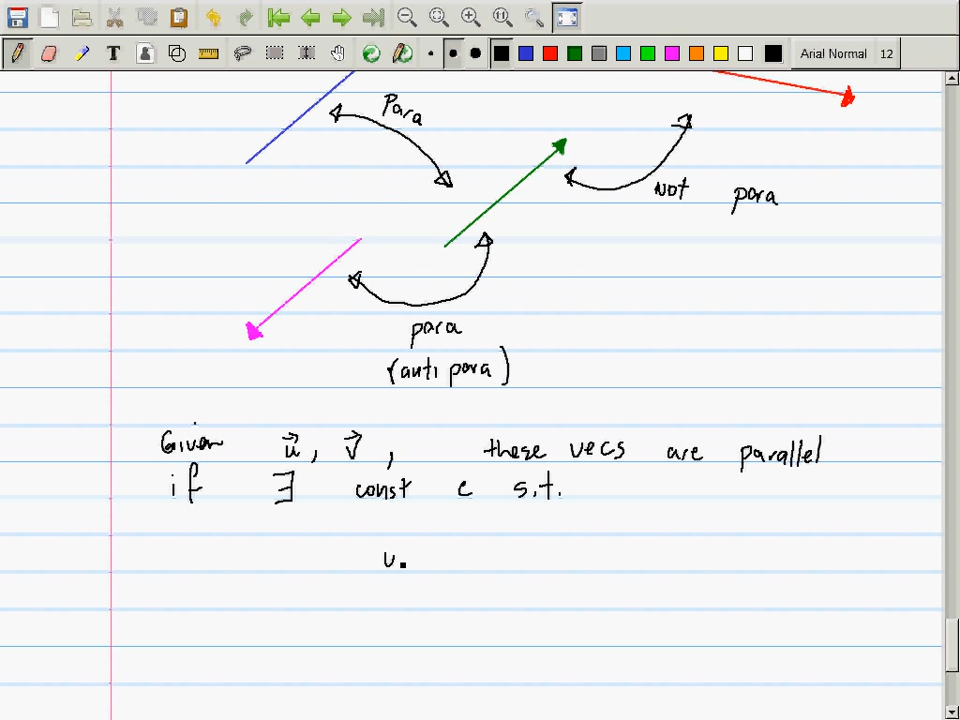 Arial Normal 12
Para
Not para
para
(anti para)
Given u⃗, v⃗, these vecs are parallel
if ∃ const c s.t.
u